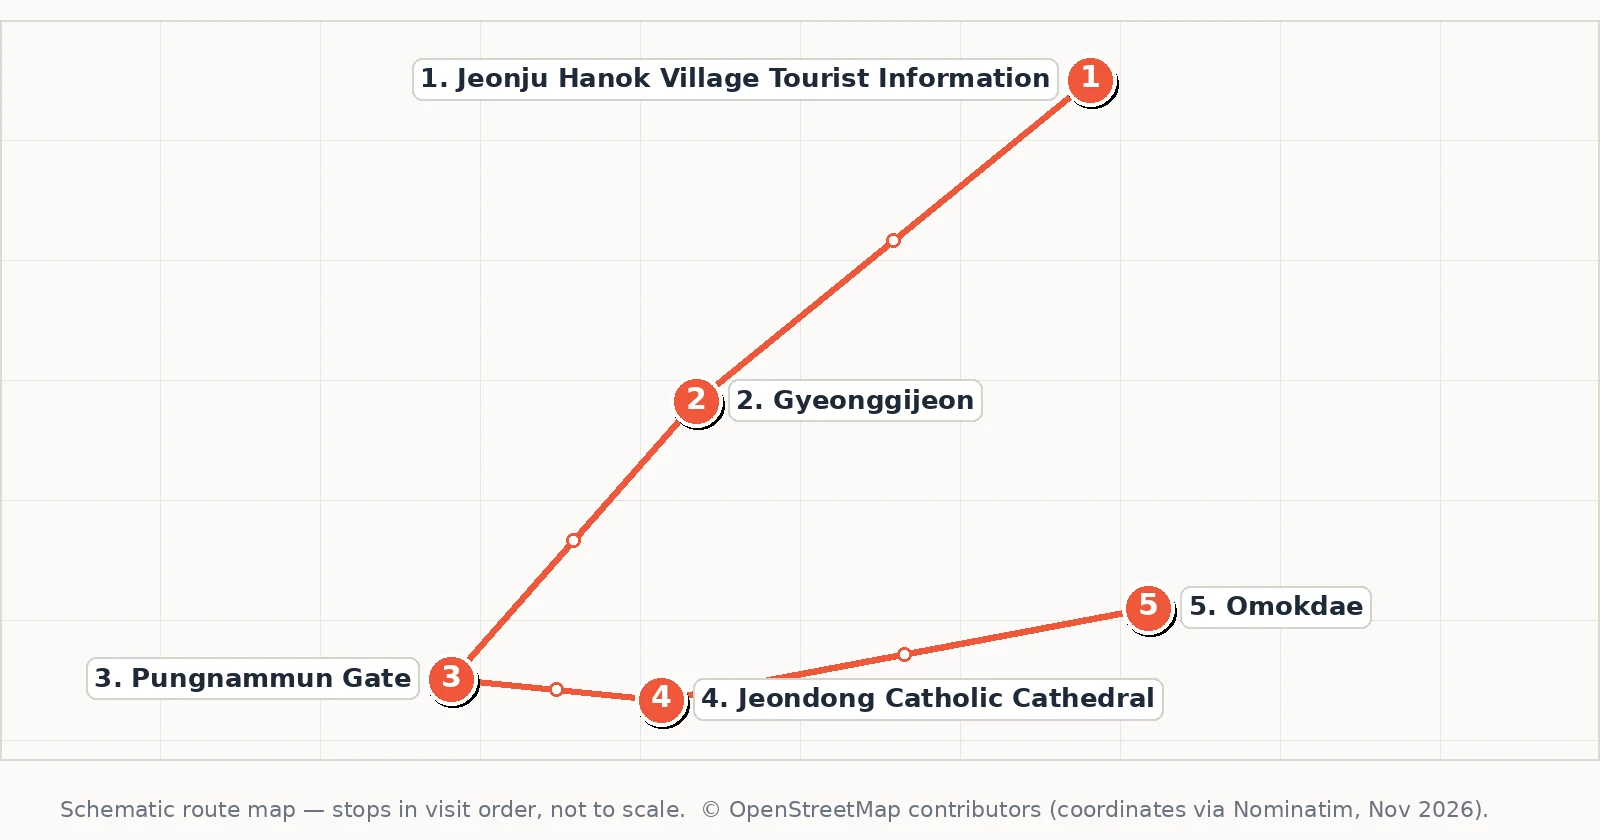 1. Jeonju Hanok Village Tourist Information
1
2
2. Gyeonggijeon
5
5. Omokdae
3. Pungnammun Gate
3
4
4. Jeondong Catholic Cathedral
Schematic route map — stops in visit order, not to scale. © OpenStreetMap contributors (coordinates via Nominatim, Nov 2026).